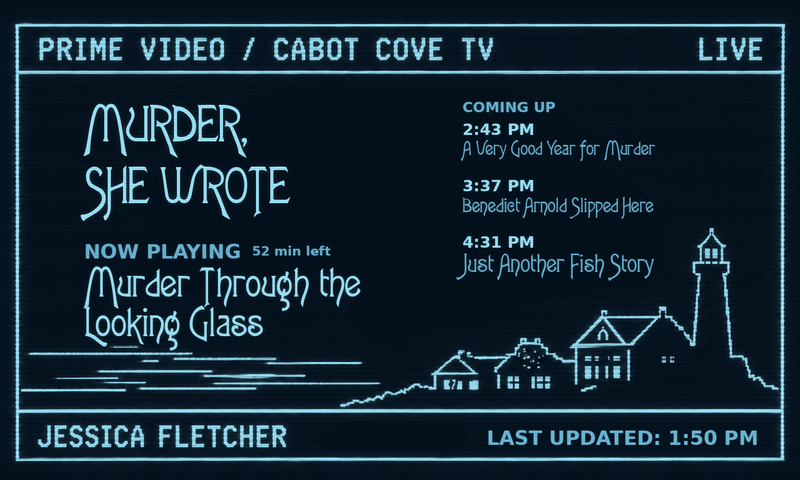 PRIME VIDEO / CABOT COVE TV
LIVE
MURDER,
SHE WROTE
NOW PLAYING 52 min left
Murder Through the
Looking Glass
COMING UP
2:43 PM
A Very Good Year for Murder
3:37 PM
Benedict Arnold Slipped Here
4:31 PM
Just Another Fish Story
JESSICA FLETCHER
LAST UPDATED: 1:50 PM